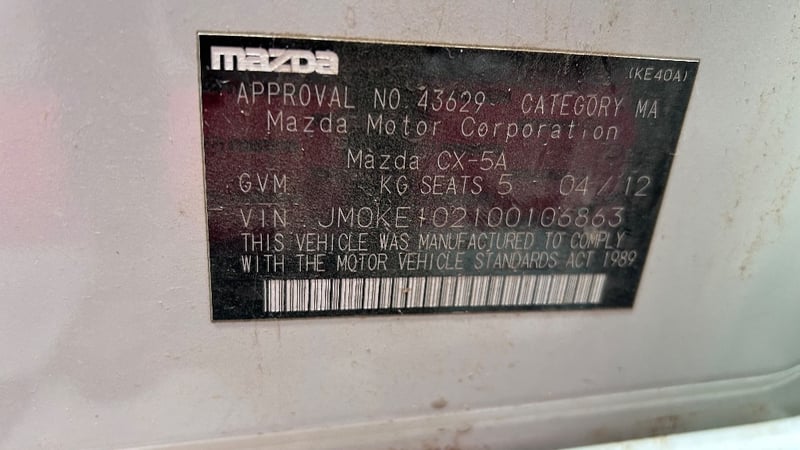 mazda
(KE40A)
APPROVAL NO. 43629 CATEGORY MA
Mazda Motor Corporation
Mazda CX-5A
GVM KG SEATS 5 04/12
VIN JM0KE102100106863
THIS VEHICLE WAS MANUFACTURED TO COMPLY
WITH THE MOTOR VEHICLE STANDARDS ACT 1989